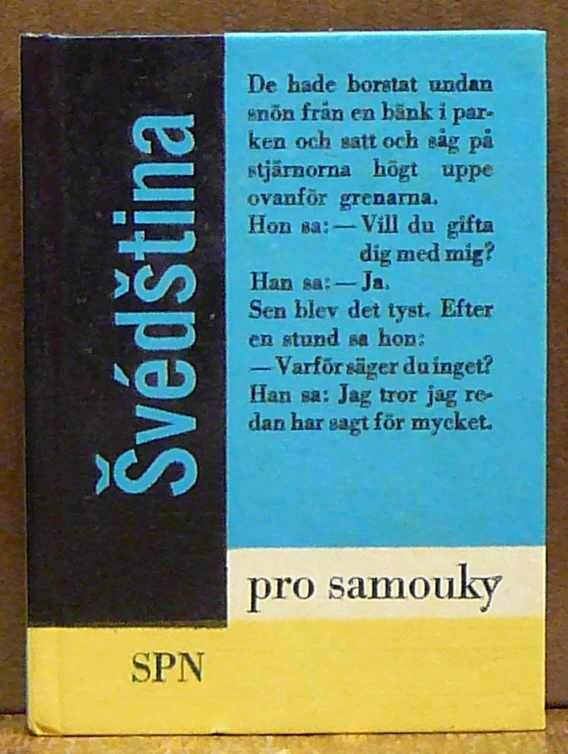 Švédština
De hade borstat undan
snön från en bänk i par-
ken och satt och såg på
stjärnorna högt uppe
ovanför grenarna.
Hon sa: — Vill du gifta
dig med mig?
Han sa: — Ja.
Sen blev det tyst. Efter
en stund sa hon:
— Varför säger du inget?
Han sa: Jag tror jag re-
dan har sagt för mycket.
pro samouky
SPN